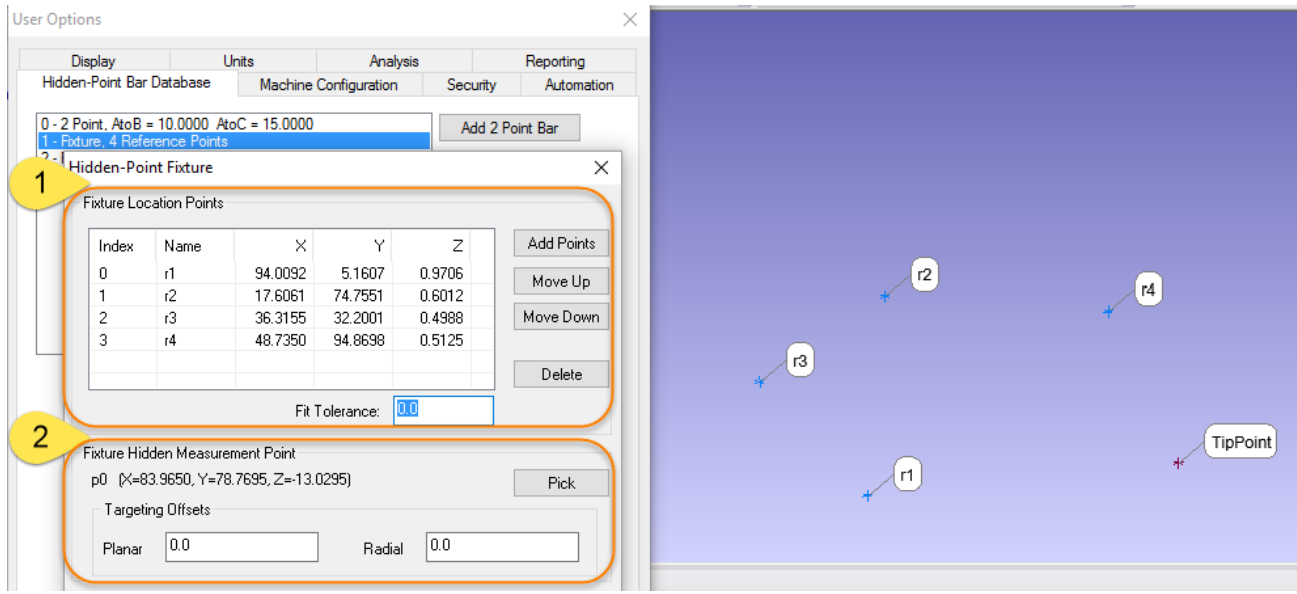 User Options
Display Units Analysis Reporting
Hidden-Point Bar Database Machine Configuration Security Automation
0 - 2 Point, AtoB = 10.0000 AtoC = 15.0000
Add 2 Point Bar
1 - Fixture, 4 Reference Points
2 -
Hidden-Point Fixture
1
Fixture Location Points
Index Name X Y Z
0 r1 94.0092 5.1607 0.9706
1 r2 17.6061 74.7551 0.6012
2 r3 36.3155 32.2001 0.4988
3 r4 48.7350 94.8698 0.5125
Add Points
Move Up
Move Down
Delete
Fit Tolerance: 0.0
2
Fixture Hidden Measurement Point
p0 (X=83.9650, Y=78.7695, Z=-13.0295)
Pick
Targeting Offsets
Planar 0.0 Radial 0.0
r2
r4
r3
TipPoint
r1